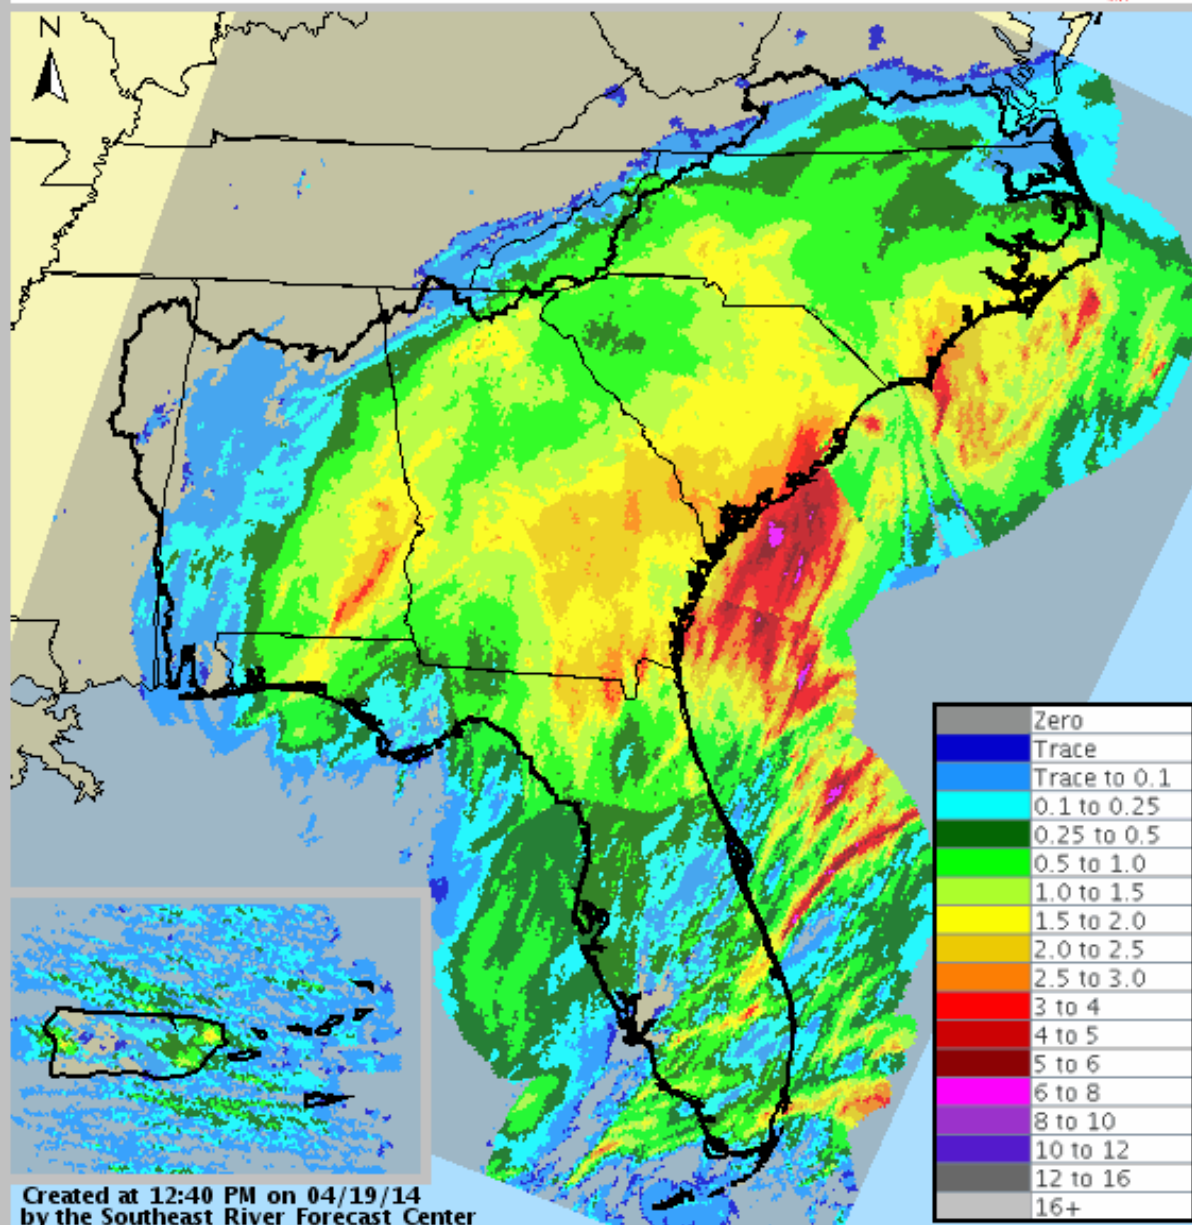 N
Zero
Trace
Trace to 0.1
0.1 to 0.25
0.25 to 0.5
0.5 to 1.0
1.0 to 1.5
1.5 to 2.0
2.0 to 2.5
2.5 to 3.0
3 to 4
4 to 5
5 to 6
6 to 8
8 to 10
10 to 12
12 to 16
16+
Created at 12:40 PM on 04/19/14
by the Southeast River Forecast Center